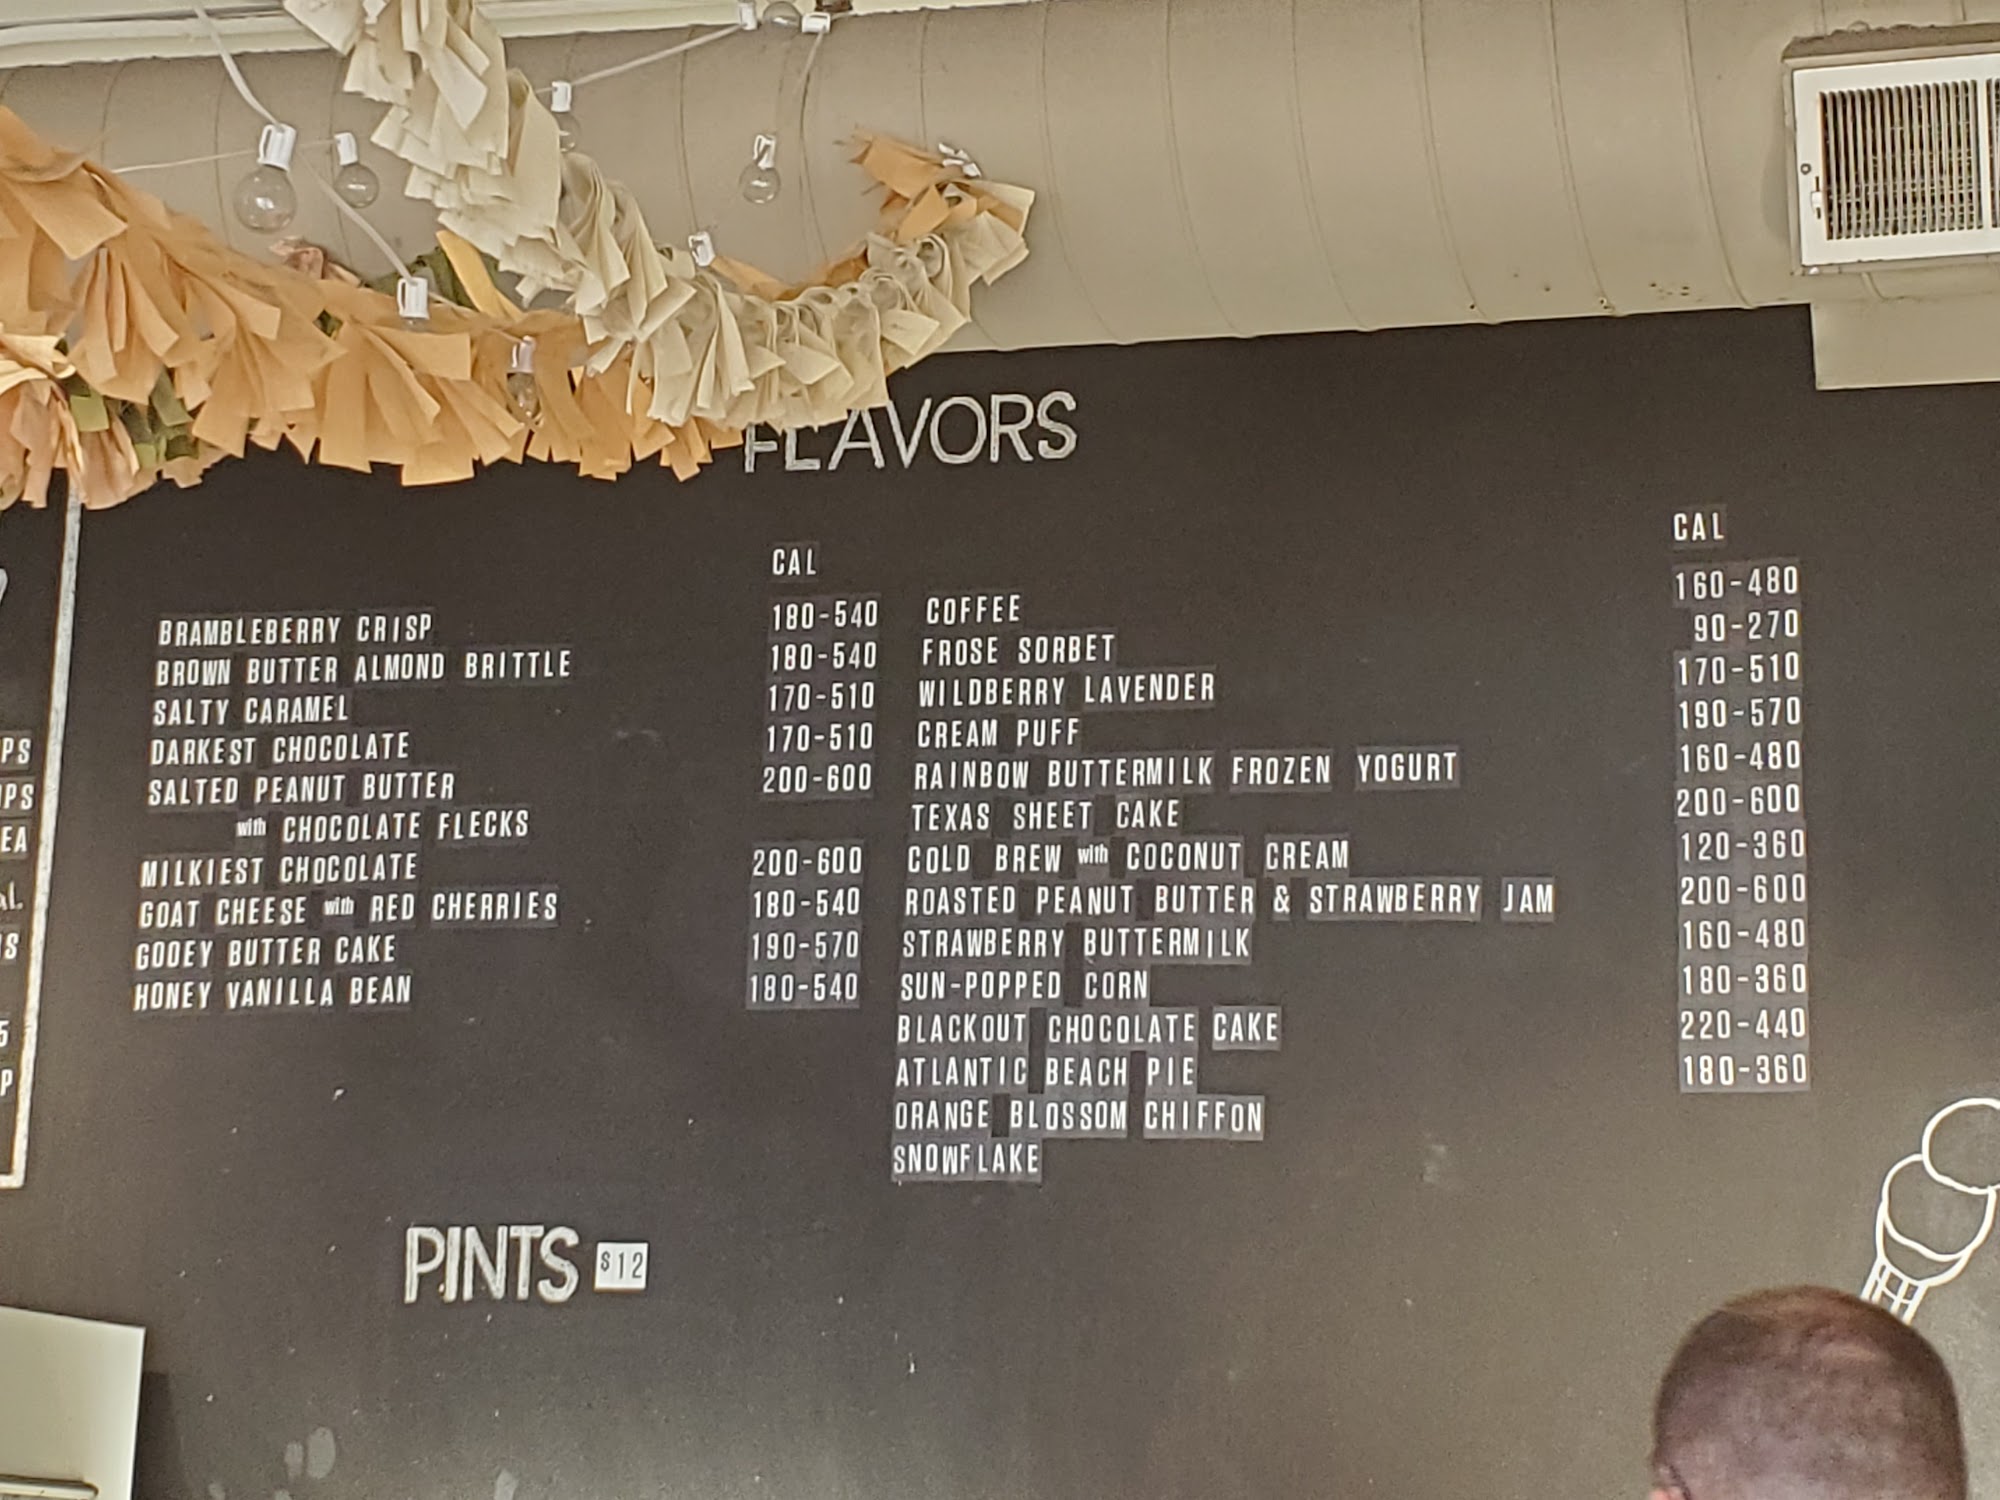 FLAVORS
CAL
BRAMBLEBERRY CRISP 180-540
BROWN BUTTER ALMOND BRITTLE 180-540
SALTY CARAMEL 170-510
DARKEST CHOCOLATE 170-510
SALTED PEANUT BUTTER 200-600
with CHOCOLATE FLECKS
MILKIEST CHOCOLATE 200-600
GOAT CHEESE with RED CHERRIES 180-540
GOOEY BUTTER CAKE 190-570
HONEY VANILLA BEAN 180-540
CAL
COFFEE 160-480
FROSE SORBET 90-270
WILDBERRY LAVENDER 170-510
CREAM PUFF 190-570
RAINBOW BUTTERMILK FROZEN YOGURT 160-480
TEXAS SHEET CAKE 200-600
COLD BREW with COCONUT CREAM 120-360
ROASTED PEANUT BUTTER & STRAWBERRY JAM 200-600
STRAWBERRY BUTTERMILK 160-480
SUN-POPPED CORN 180-360
BLACKOUT CHOCOLATE CAKE 220-440
ATLANTIC BEACH PIE 180-360
ORANGE BLOSSOM CHIFFON
SNOWFLAKE
PINTS $12